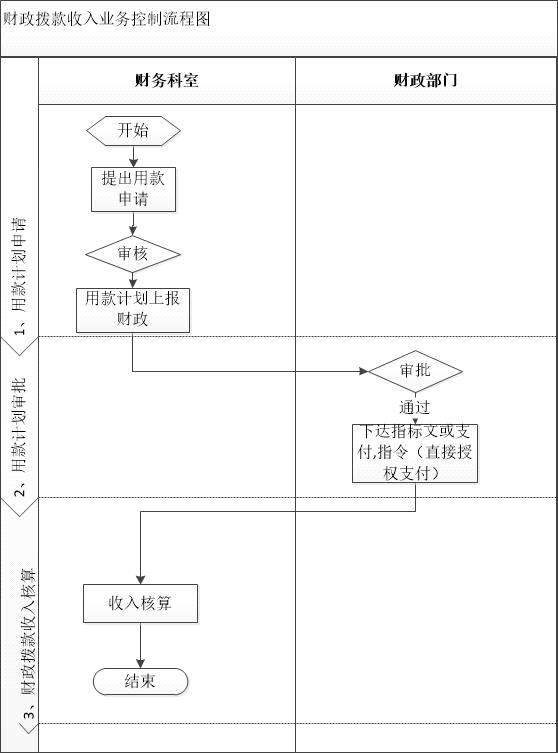 财政拨款收入业务控制流程图
财务科室
财政部门
1、用款计划申请
开始
提出用款
申请
审核
用款计划上报
财政
2、用款计划审批
审批
通过
下达指标文或支
付,指令（直接授
权支付）
3、财政拨款收入核算
收入核算
结束